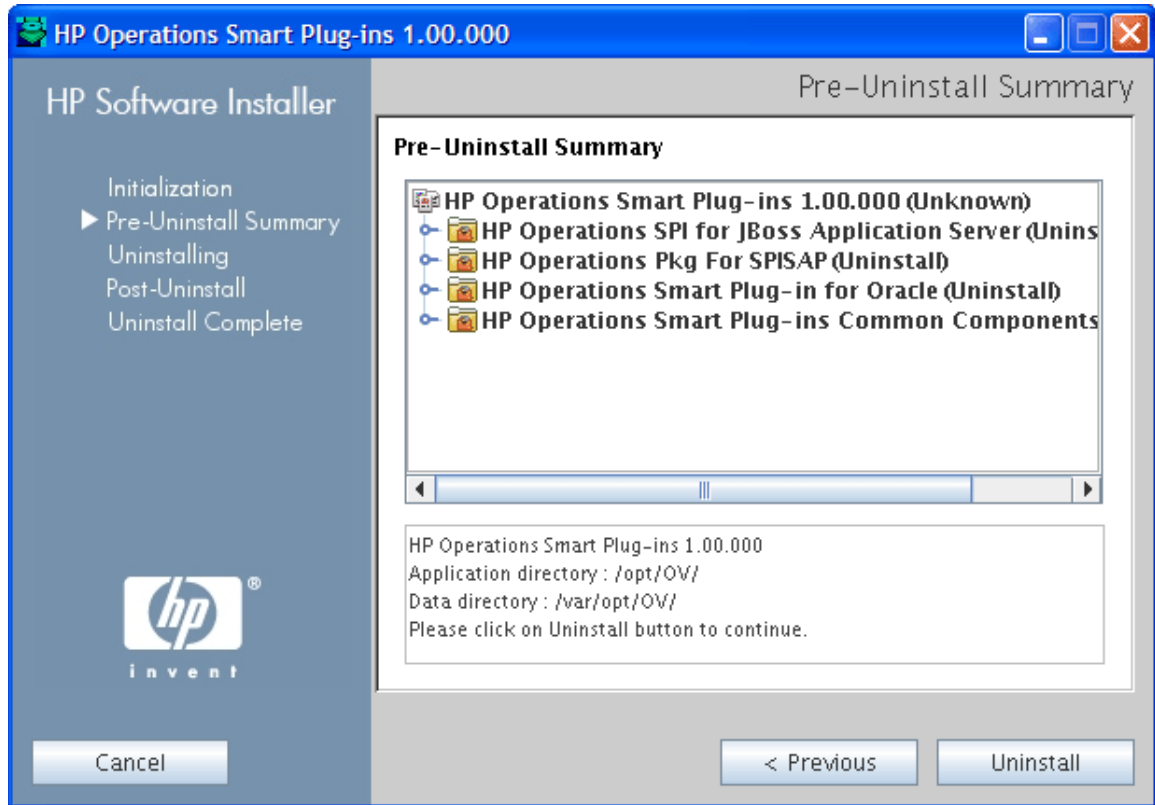 HP Operations Smart Plug-ins 1.00.000
HP Software Installer
Initialization
Pre-Uninstall Summary
Uninstalling
Post-Uninstall
Uninstall Complete
hp
®
invent
Pre-Uninstall Summary
Pre-Uninstall Summary
HP Operations Smart Plug-ins 1.00.000 (Unknown)
HP Operations SPI for JBoss Application Server (Unins
HP Operations Pkg For SPISAP (Uninstall)
HP Operations Smart Plug-in for Oracle (Uninstall)
HP Operations Smart Plug-ins Common Components
HP Operations Smart Plug-ins 1.00.000
Application directory : /opt/OV/
Data directory : /var/opt/OV/
Please click on Uninstall button to continue.
Cancel
< Previous
Uninstall